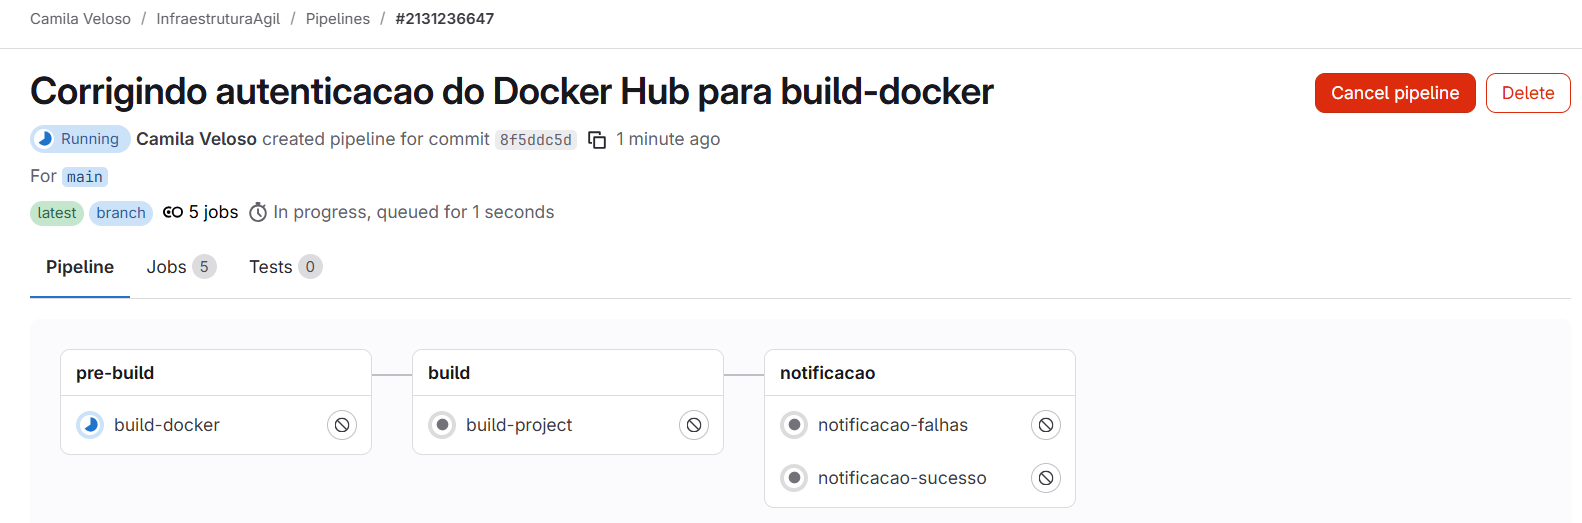 Camila Veloso / InfraestruturaAgil / Pipelines / #2131236647
Corrigindo autenticacao do Docker Hub para build-docker
Cancel pipeline
Delete
Running Camila Veloso created pipeline for commit 8f5ddc5d 1 minute ago
For main
latest branch 5 jobs In progress, queued for 1 seconds
Pipeline Jobs 5 Tests 0
pre-build
build-docker
build
build-project
notificacao
notificacao-falhas
notificacao-sucesso